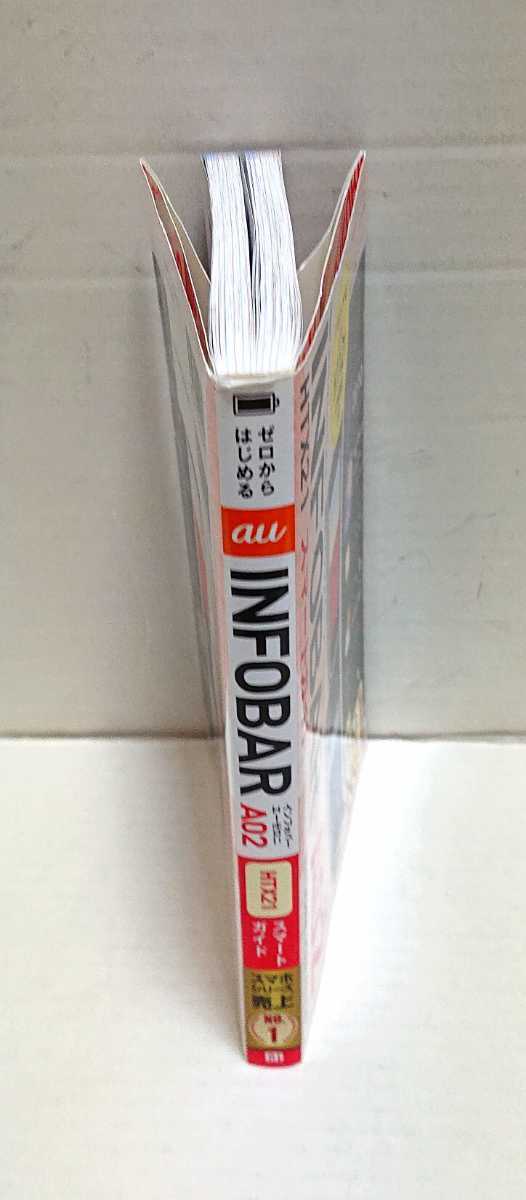 ゼロから
はじめる
au
INFOBAR
A02
インフォバー
エーゼロニ
HTX21
スマート
ガイド
スマホ
シリーズ
売上
No.
1
HTX21